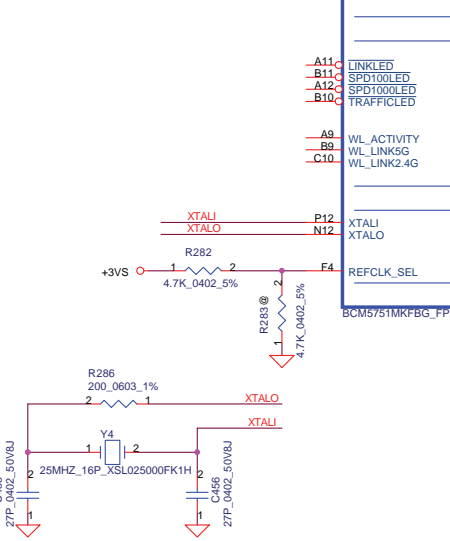 A11 LINKLED
B11 SPD100LED
A12 SPD1000LED
B10 TRAFFICLED
A9 WL_ACTIVITY
B9 WL_LINK5G
C10 WL_LINK2.4G
XTALI P12 XTALI
XTALO N12 XTALO
R282
+3VS 1 2 F4 REFCLK_SEL
4.7K_0402_5%
R283@
2
1
4.7K_0402_5%
BCM5751MKFBG_FP
R286
200_0603_1%
2 1 XTALO
XTALI
Y4
1 2
25MHZ_16P_XSL025000FK1H
27P_0402_50V8J
2
1
2
1
C456
27P_0402_50V8J